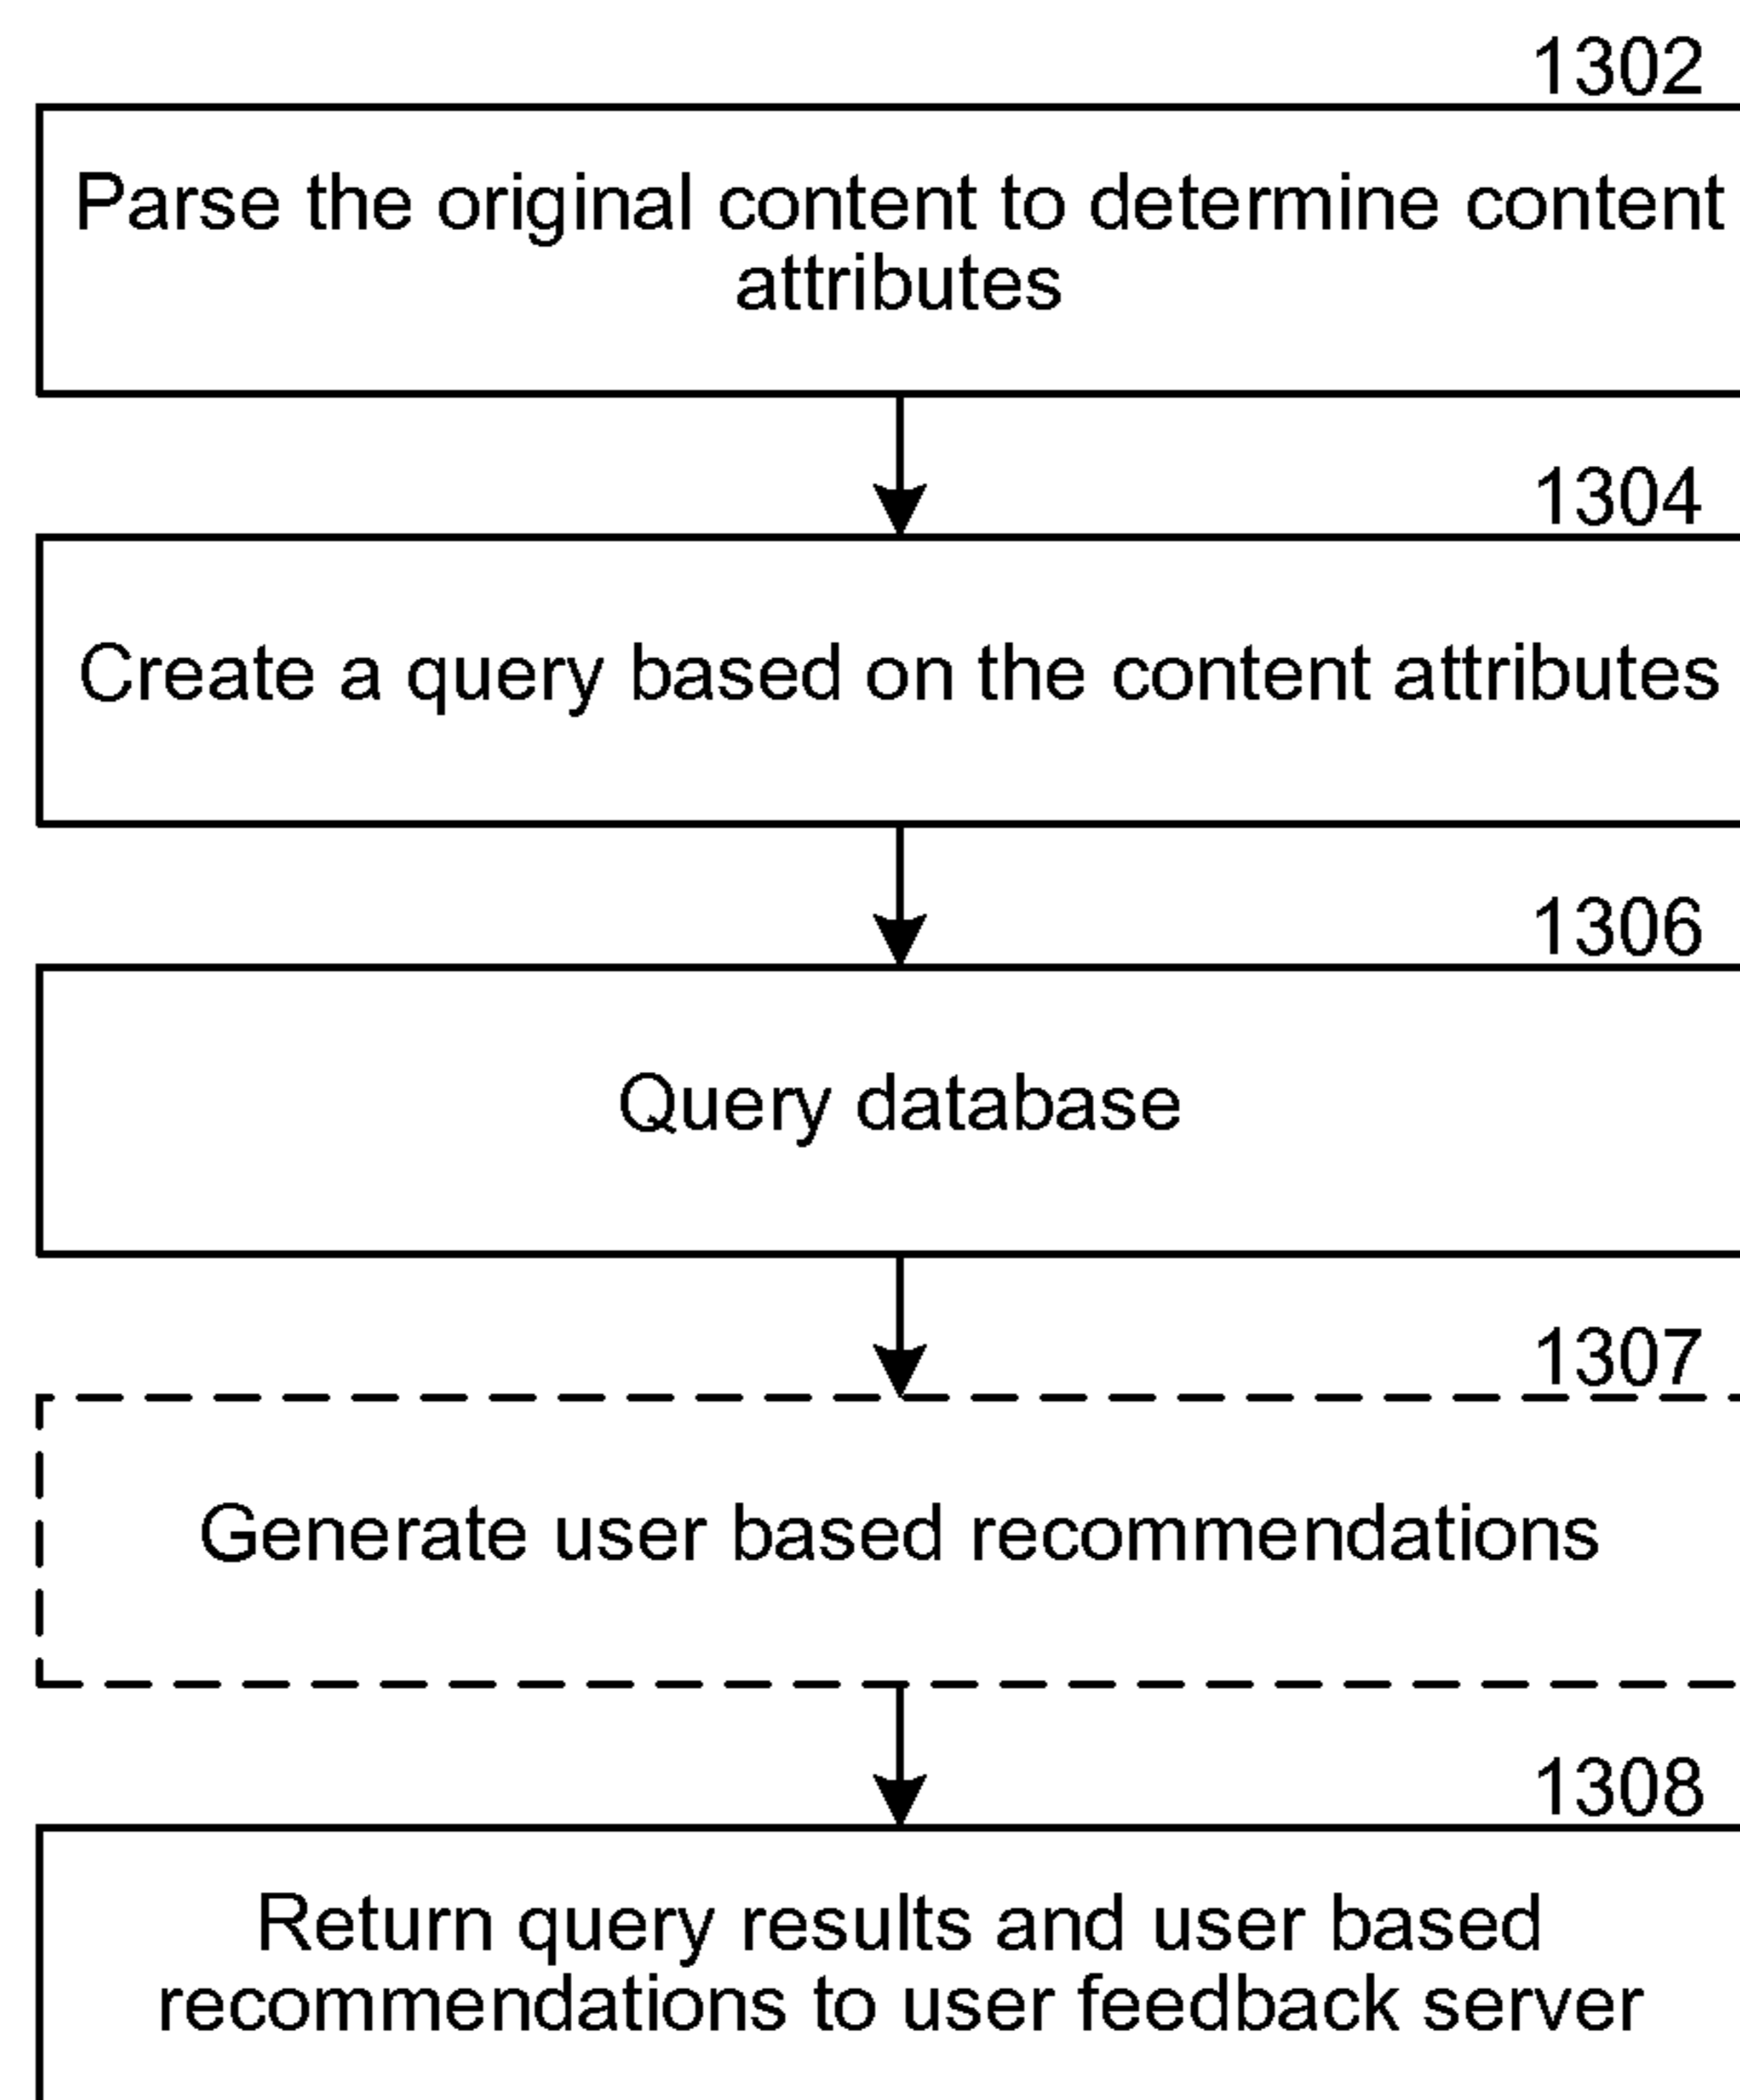 1302
Parse the original content to determine content
attributes
1304
Create a query based on the content attributes
1306
Query database
1307
Generate user based recommendations
1308
Return query results and user based
recommendations to user feedback server